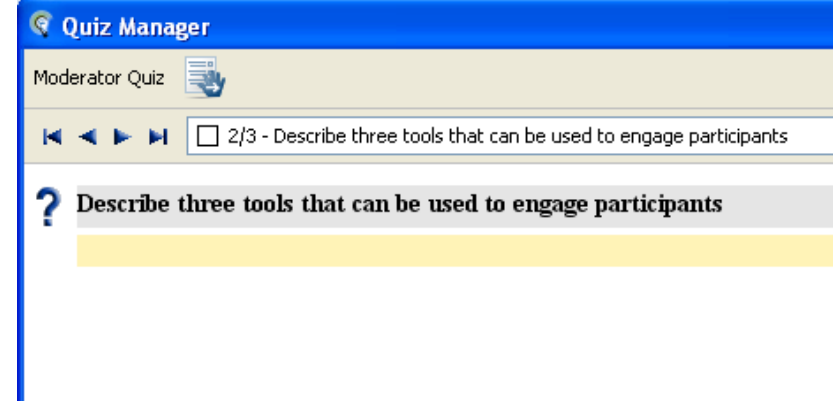 Quiz Manager
Moderator Quiz
2/3 - Describe three tools that can be used to engage participants
? Describe three tools that can be used to engage participants